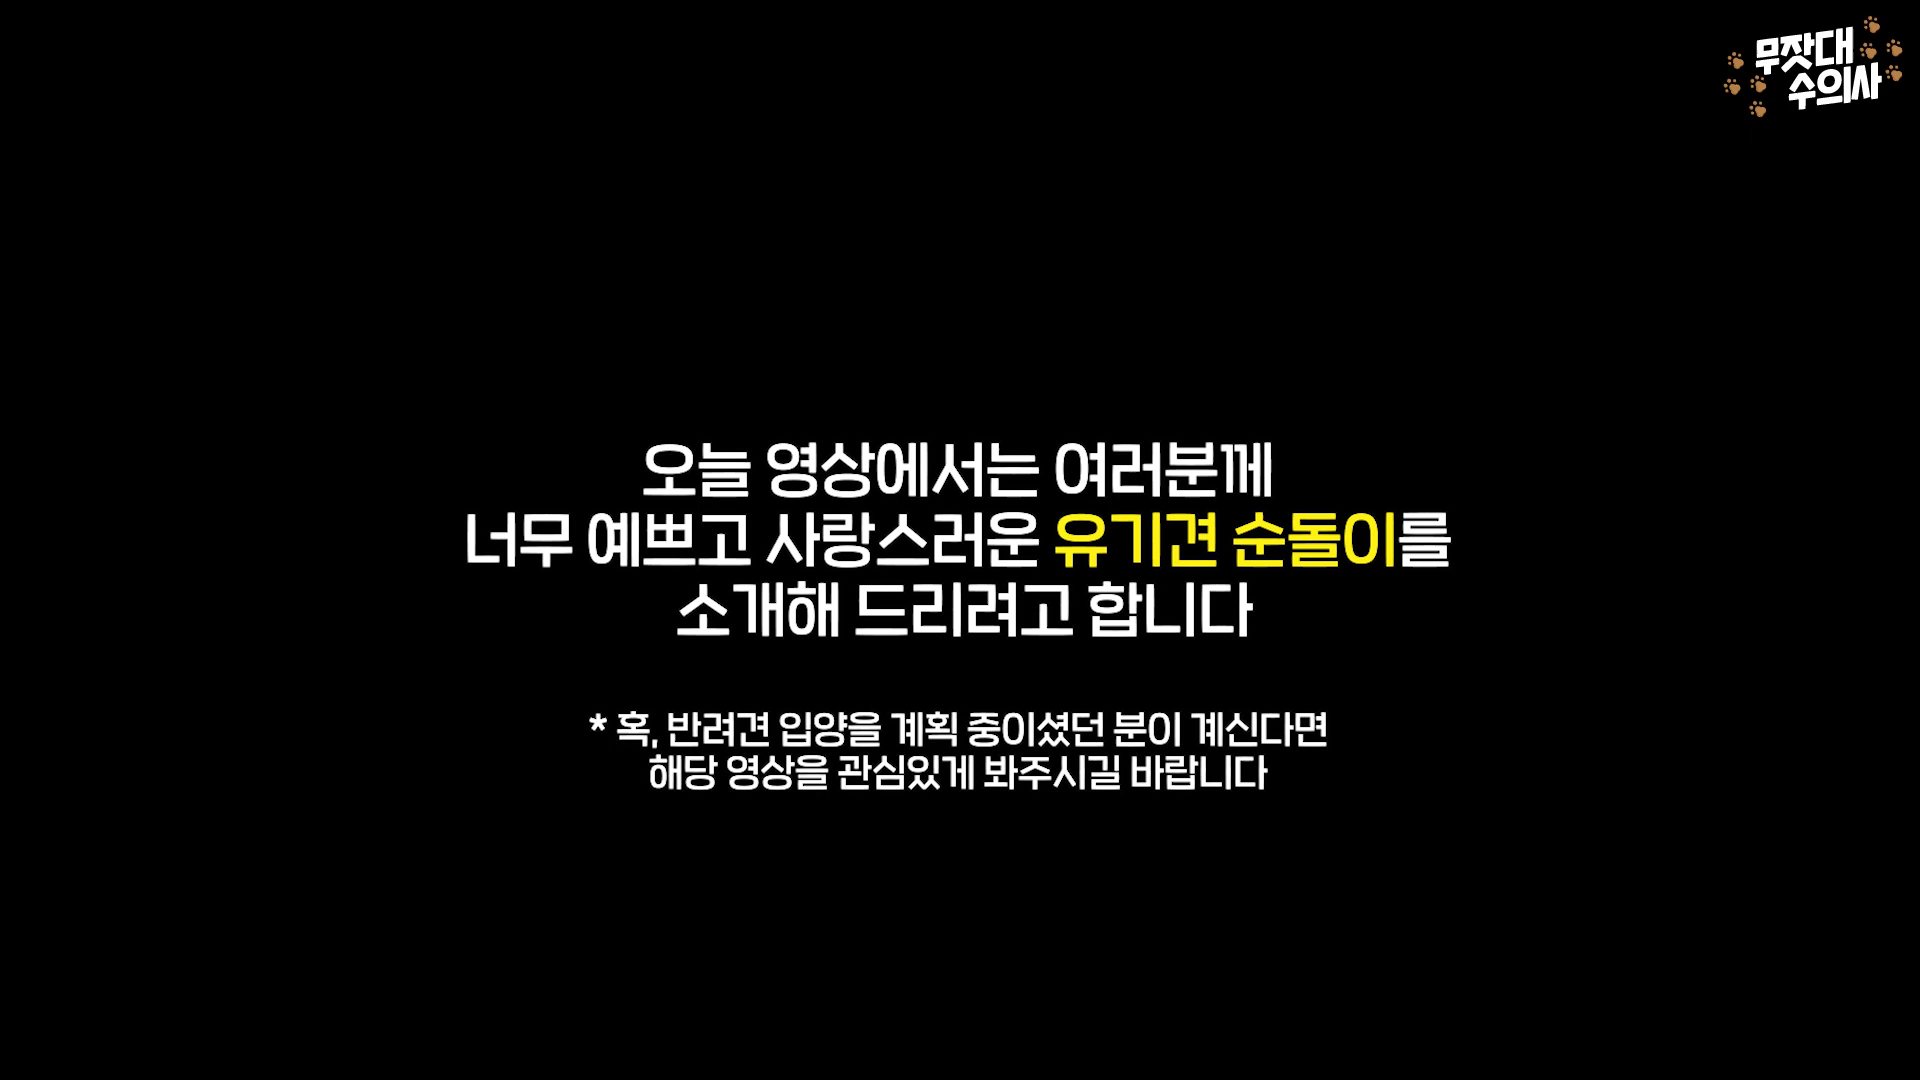 무잣대
수의사
오늘 영상에서는 여러분께
너무 예쁘고 사랑스러운 유기견 순돌이를
소개해 드리려고 합니다
* 혹, 반려견 입양을 계획 중이셨던 분이 계신다면
해당 영상을 관심있게 봐주시길 바랍니다